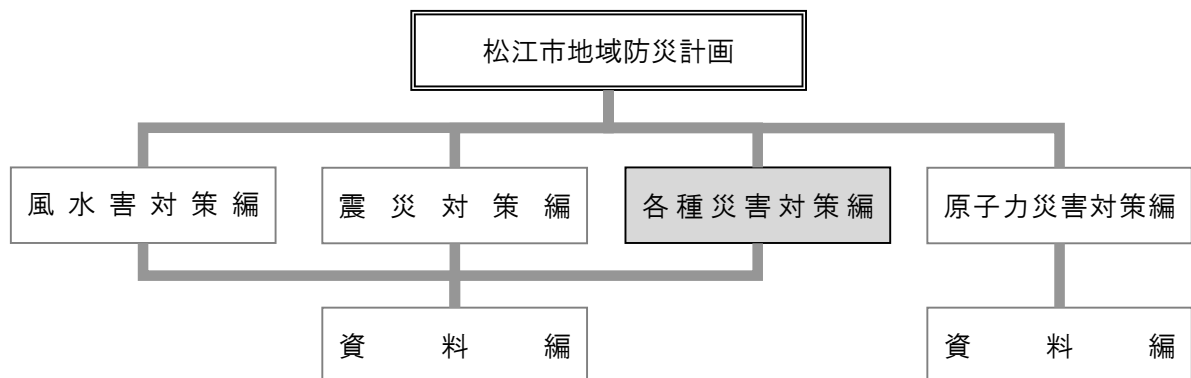 松江市地域防災計画
風水害対策編
震災対策編
各種災害対策編
原子力災害対策編
資料編
資料編